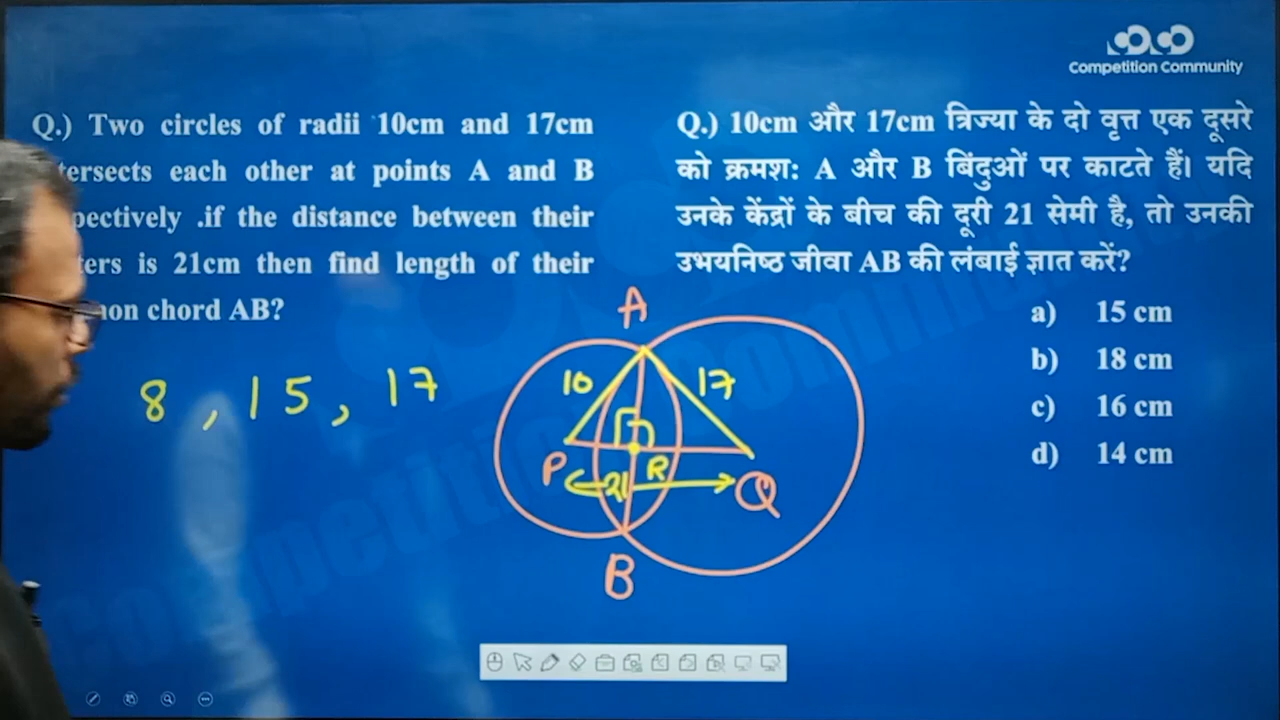 Competition Community
Q.) Two circles of radii 10cm and 17cm
tersects each other at points A and B
pectively .if the distance between their
ters is 21cm then find length of their
non chord AB?
Q.) 10cm और 17cm त्रिज्या के दो वृत्त एक दूसरे
को क्रमश: A और B बिंदुओं पर काटते हैं। यदि
उनके केंद्रों के बीच की दूरी 21 सेमी है, तो उनकी
उभयनिष्ठ जीवा AB की लंबाई ज्ञात करें?
a) 15 cm
b) 18 cm
c) 16 cm
d) 14 cm
8 , 15 , 17
A
10 17
P R
21 Q
B
Competition Community